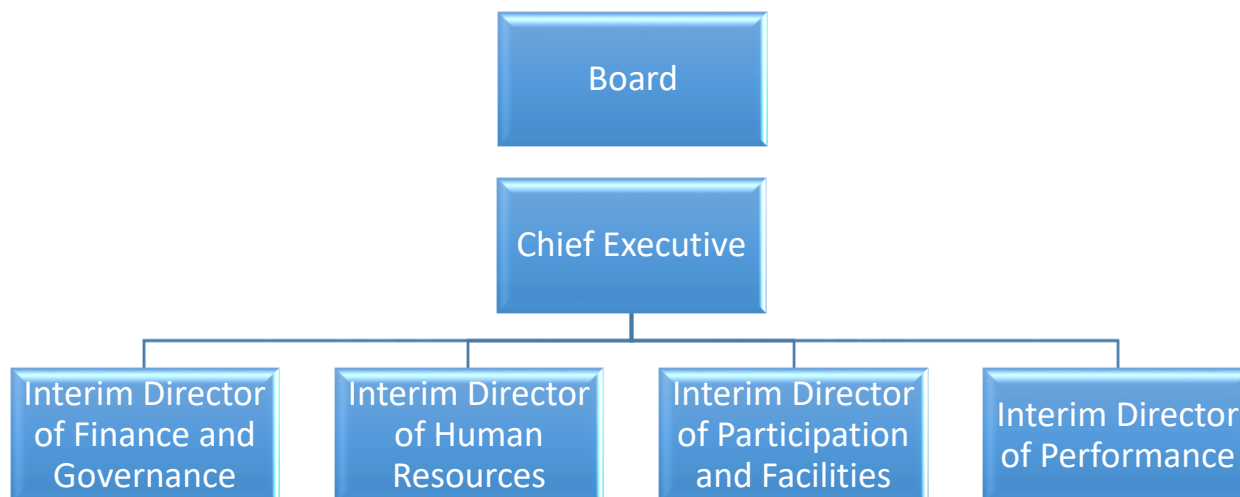 Board
Chief Executive
Interim Director
of Finance and
Governance
Interim Director
of Human
Resources
Interim Director
of Participation
and Facilities
Interim Director
of Performance